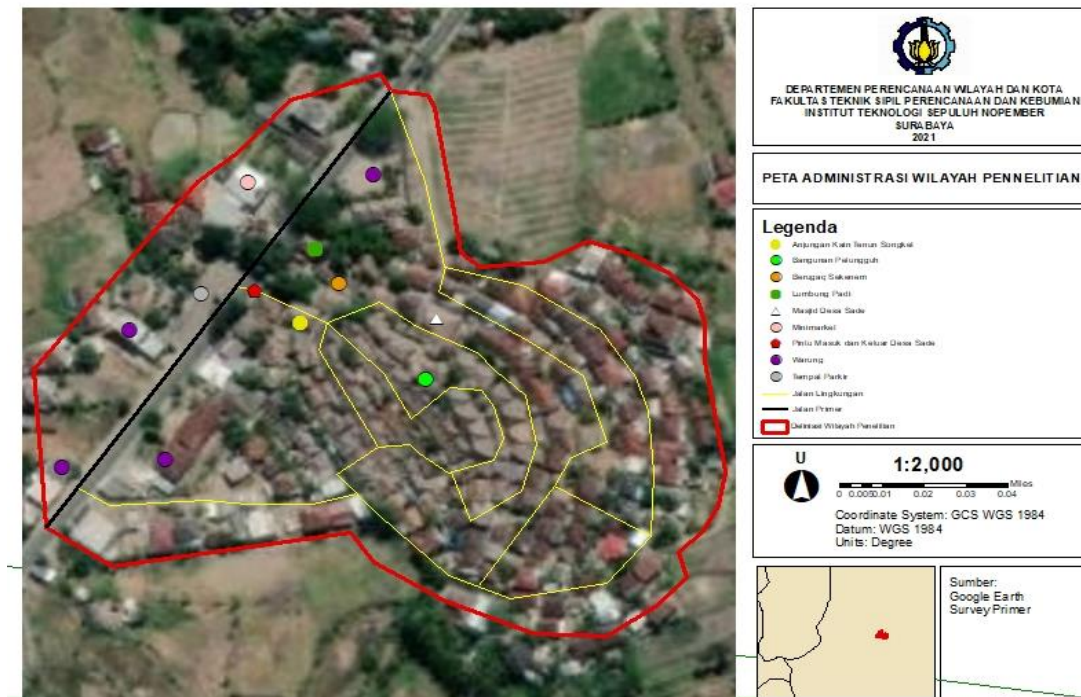 DEPARTEMEN PERENCANAAN WILAYAH DAN KOTA
FAKULTAS TEKNIK SIPIL PERENCANAAN DAN KEBUMIAN
INSTITUT TEKNOLOGI SEPULUH NOPEMBER
SURABAYA
2021
PETA ADMINISTRASI WILAYAH PENNELITIAN
Legenda
Anjungan Kain Tenun Songket
Bangunan Pelungguh
Berugaq Sekenem
Lumbung Padi
Masjid Desa Sade
Minimarket
Pintu Masuk dan Keluar Desa Sade
Warung
Tempat Parkir
Jalan Lingkungan
Jalan Primer
Delinisasi Wilayah Penelitian
U
1:2,000
Miles
0 0.005 0.01 0.02 0.03 0.04
Coordinate System: GCS WGS 1984
Datum: WGS 1984
Units: Degree
Sumber:
Google Earth
Survey Primer